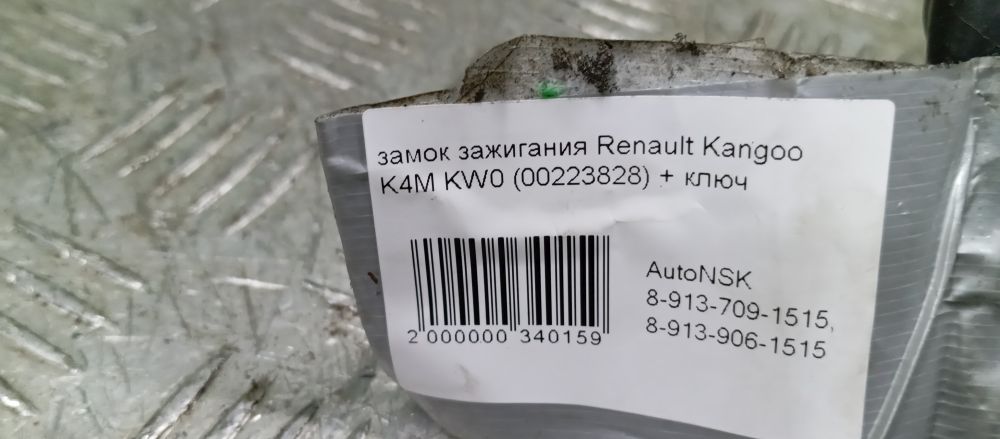 замок зажигания Renault Kangoo
K4M KW0 (00223828) + ключ
AutoNSK
8-913-709-1515,
8-913-906-1515
2 000000 340159